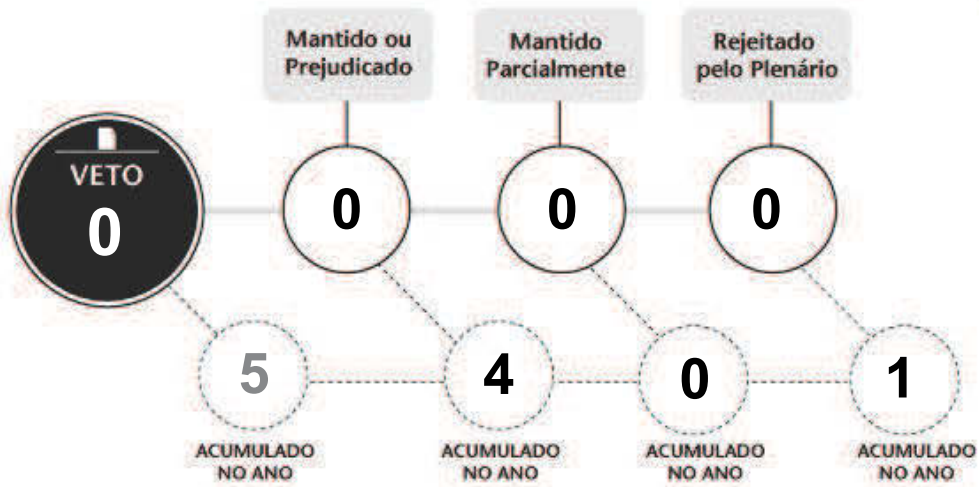 Mantido ou
Prejudicado
Mantido
Parcialmente
Rejeitado
pelo Plenário
VETO
0
0
0
0
5
4
0
1
ACUMULADO
NO ANO
ACUMULADO
NO ANO
ACUMULADO
NO ANO
ACUMULADO
NO ANO